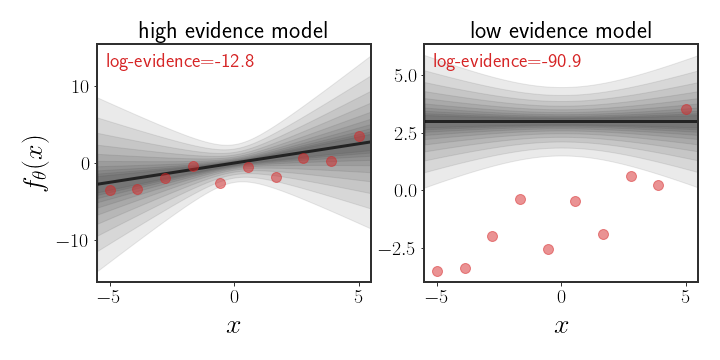 high evidence model
log-evidence=-12.8
10
0
−10
f_θ(x)
−5
0
5
x
low evidence model
log-evidence=-90.9
5.0
2.5
0.0
−2.5
−5
0
5
x